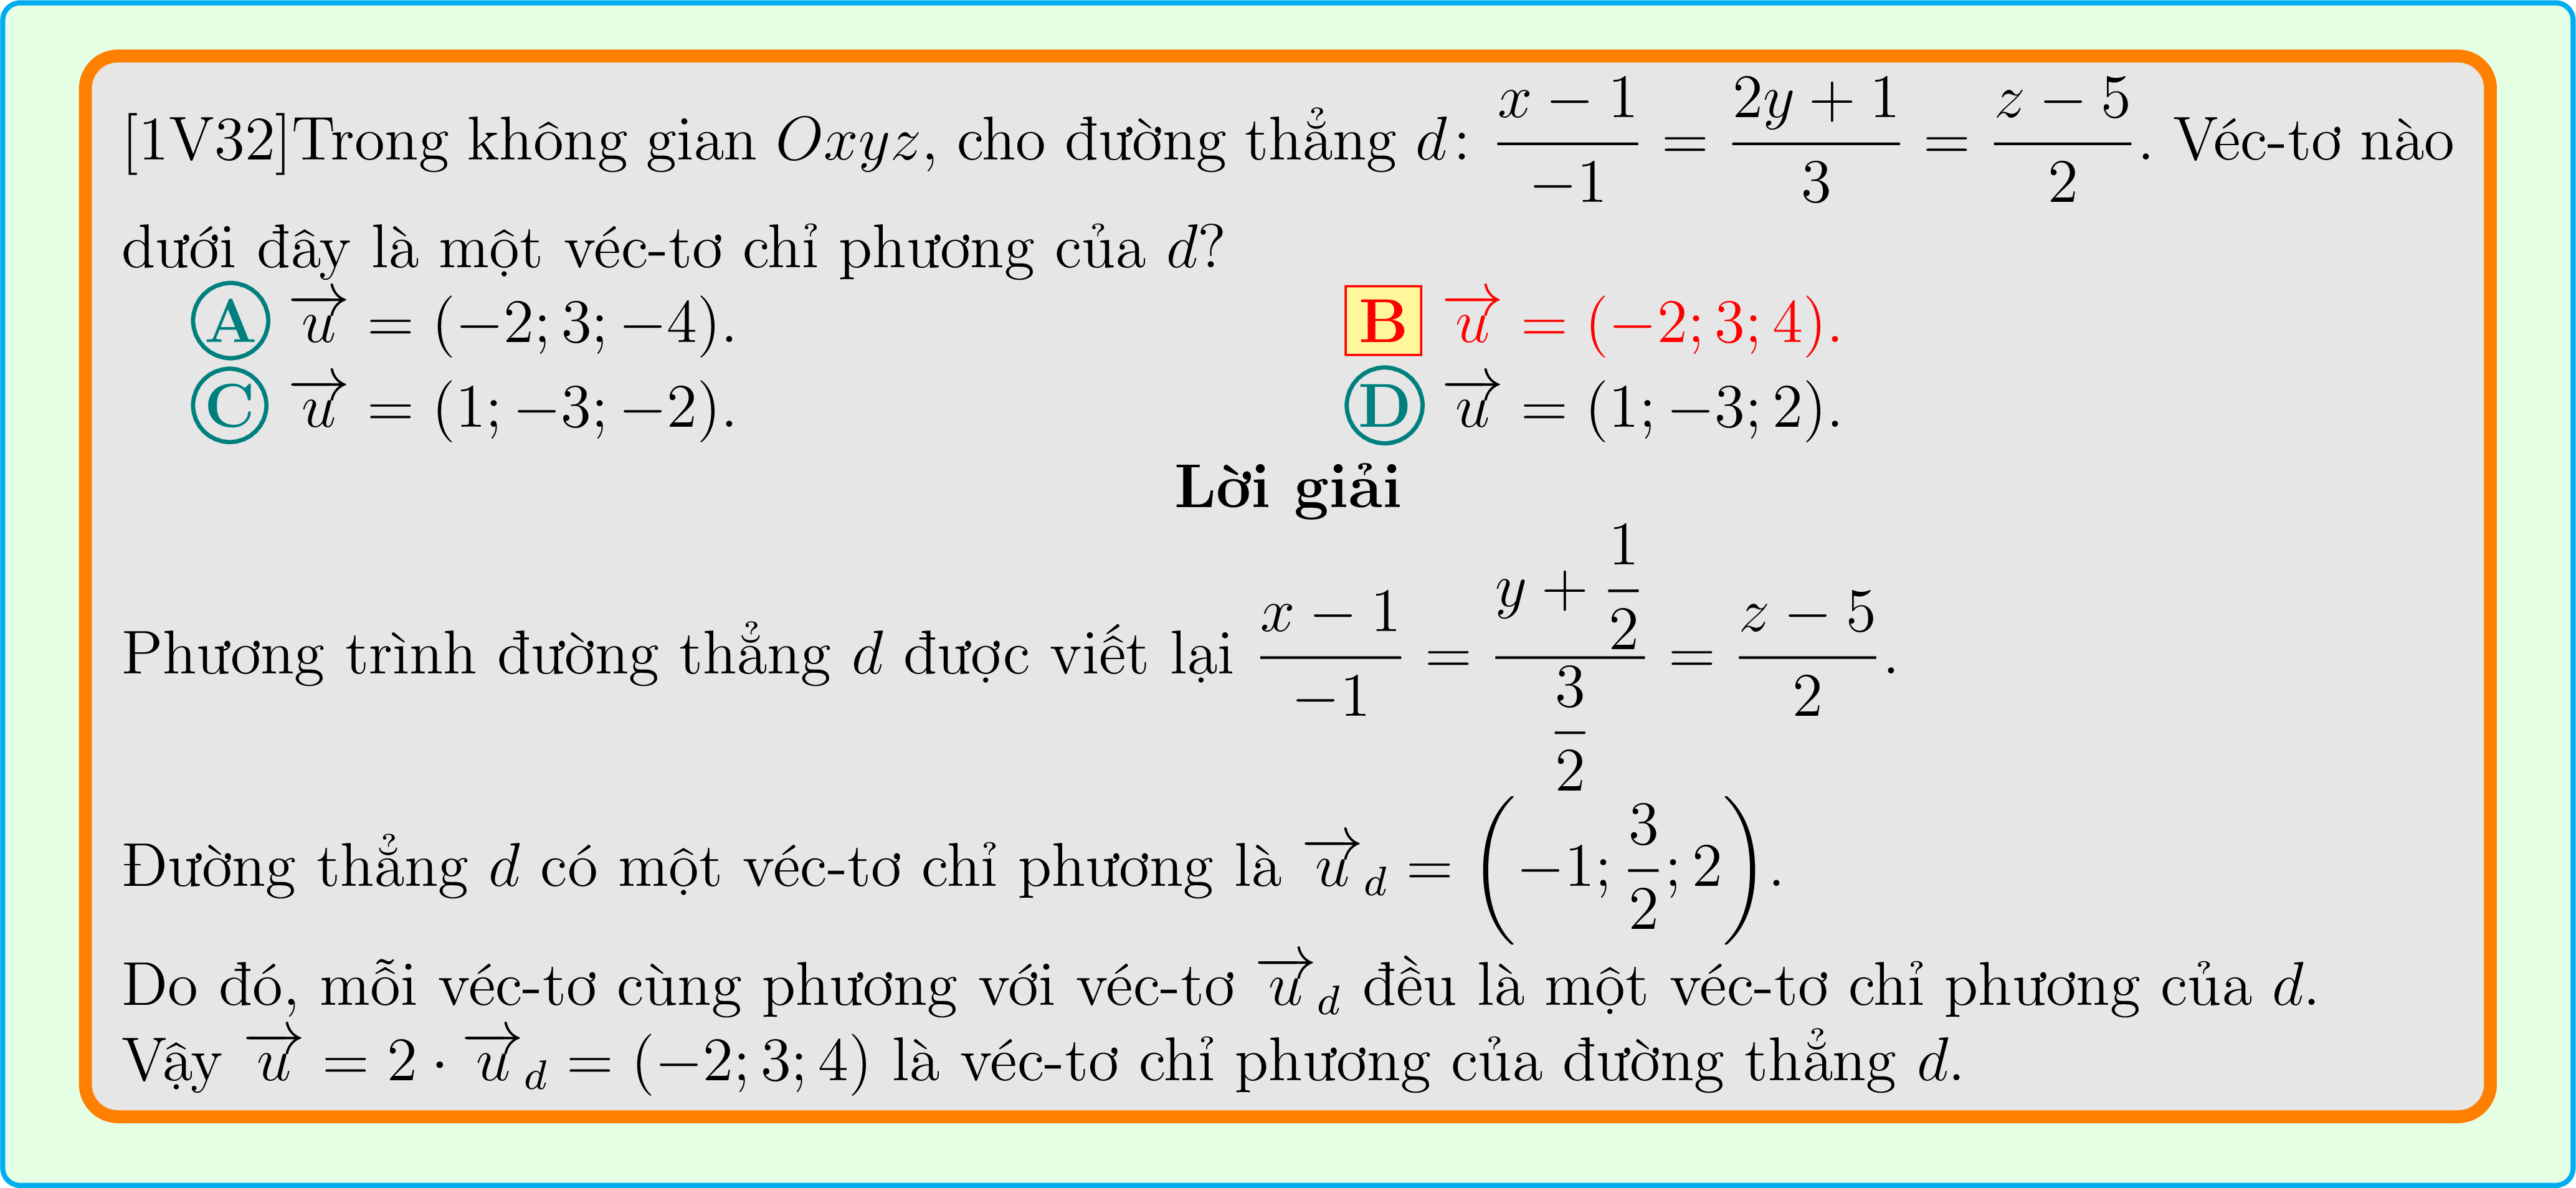 [1V32]Trong không gian Oxyz, cho đường thẳng d: \frac{x-1}{-1} = \frac{2y+1}{3} = \frac{z-5}{2}. Véc-tơ nào
dưới đây là một véc-tơ chỉ phương của d?
A \overrightarrow{u} = (-2; 3; -4). B \overrightarrow{u} = (-2; 3; 4).
C \overrightarrow{u} = (1; -3; -2). D \overrightarrow{u} = (1; -3; 2).
Lời giải
Phương trình đường thẳng d được viết lại \frac{x-1}{-1} = \frac{y+\frac{1}{2}}{\frac{3}{2}} = \frac{z-5}{2}.
Đường thẳng d có một véc-tơ chỉ phương là \overrightarrow{u}_d = \left(-1; \frac{3}{2}; 2\right).
Do đó, mỗi véc-tơ cùng phương với véc-tơ \overrightarrow{u}_d đều là một véc-tơ chỉ phương của d.
Vậy \overrightarrow{u} = 2 \cdot \overrightarrow{u}_d = (-2; 3; 4) là véc-tơ chỉ phương của đường thẳng d.